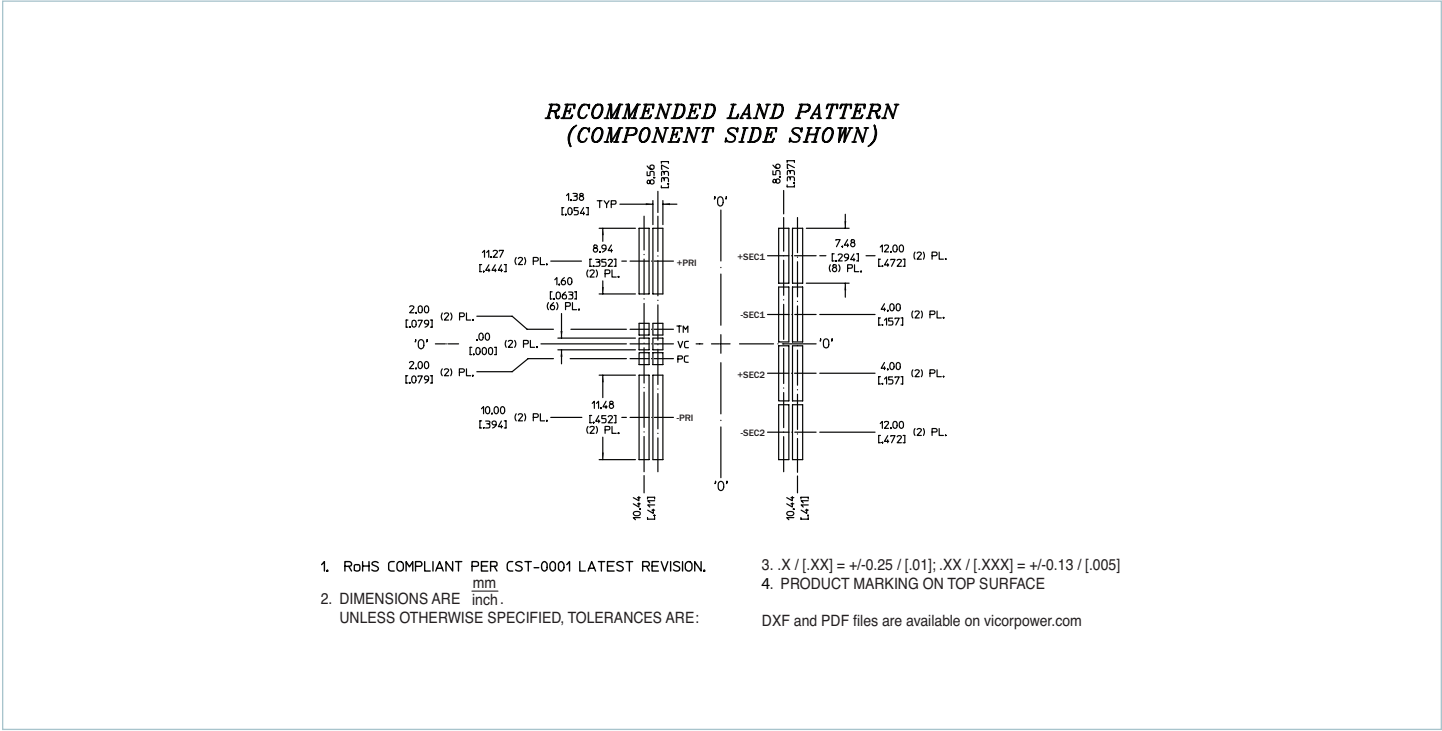 RECOMMENDED LAND PATTERN
(COMPONENT SIDE SHOWN)
8.56
[.337]
8.56
[.337]
1.38
[.054]
TYP
'0'
11.27
[.444]
(2) PL.
8.94
[.352]
(2) PL.
+PRI
+SEC1
7.48
[.294]
(8) PL.
12.00
[.472]
(2) PL.
1.60
[.063]
(6) PL.
2.00
[.079]
(2) PL.
TM
-SEC1
4.00
[.157]
(2) PL.
'0'
.00
[.000]
(2) PL.
VC
'0'
2.00
[.079]
(2) PL.
PC
+SEC2
4.00
[.157]
(2) PL.
10.00
[.394]
(2) PL.
11.48
[.452]
(2) PL.
-PRI
-SEC2
12.00
[.472]
(2) PL.
'0'
10.44
[.411]
10.44
[.411]
1. RoHS COMPLIANT PER CST-0001 LATEST REVISION.
2. DIMENSIONS ARE mm
inch.
UNLESS OTHERWISE SPECIFIED, TOLERANCES ARE:
3. .X / [.XX] = +/-0.25 / [.01]; .XX / [.XXX] = +/-0.13 / [.005]
4. PRODUCT MARKING ON TOP SURFACE
DXF and PDF files are available on vicorpower.com